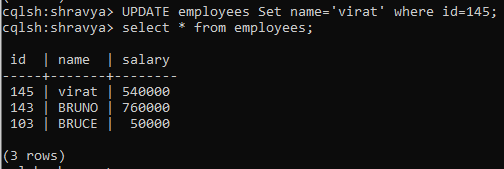 cqlsh:shravya> UPDATE employees Set name='virat' where id=145;
cqlsh:shravya> select * from employees;
id | name | salary
-----+-------+--------
145 | virat | 540000
143 | BRUNO | 760000
103 | BRUCE | 50000
(3 rows)